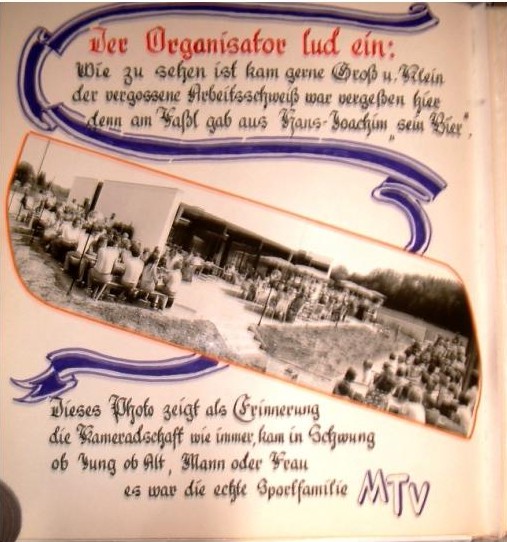 Der Organisator lud ein:
Wie zu sehen ist kam gerne Groß u. Klein
der vergossene Arbeitsschweiß war vergeßen hier
denn am Faßl gab aus Hans-Joachim „sein Bier",
Dieses Photo zeigt als Erinnerung
die Kameradschaft wie immer, kam in Schwung
ob Jung ob Alt, Mann oder Frau
es war die echte Sportfamilie MTV